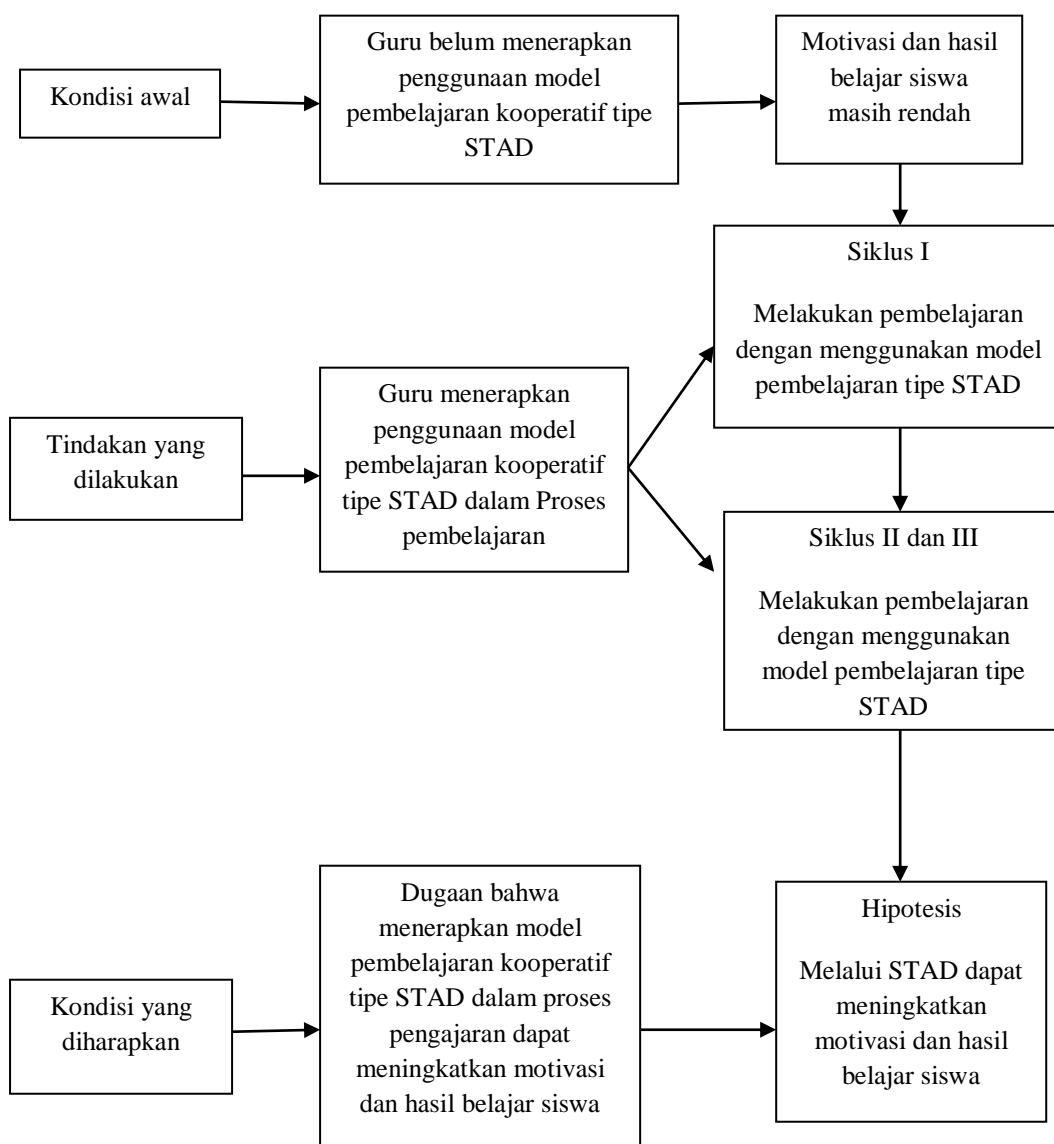 Kondisi awal
Guru belum menerapkan
penggunaan model
pembelajaran kooperatif tipe
STAD
Motivasi dan hasil
belajar siswa
masih rendah
Siklus I
Melakukan pembelajaran
dengan menggunakan model
pembelajaran tipe STAD
Tindakan yang
dilakukan
Guru menerapkan
penggunaan model
pembelajaran kooperatif
tipe STAD dalam Proses
pembelajaran
Siklus II dan III
Melakukan pembelajaran
dengan menggunakan
model pembelajaran tipe
STAD
Kondisi yang
diharapkan
Dugaan bahwa
menerapkan model
pembelajaran kooperatif
tipe STAD dalam proses
pengajaran dapat
meningkatkan motivasi
dan hasil belajar siswa
Hipotesis
Melalui STAD dapat
meningkatkan
motivasi dan hasil
belajar siswa